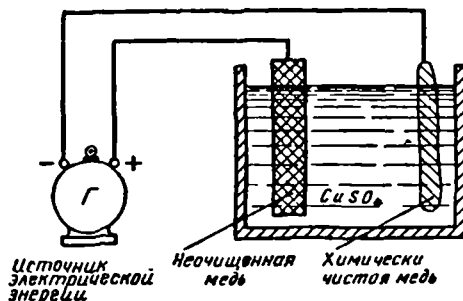 - +
Г
CuSO₄
Источник
электрической
энергии
Неочищенная
медь
Химически
чистая медь